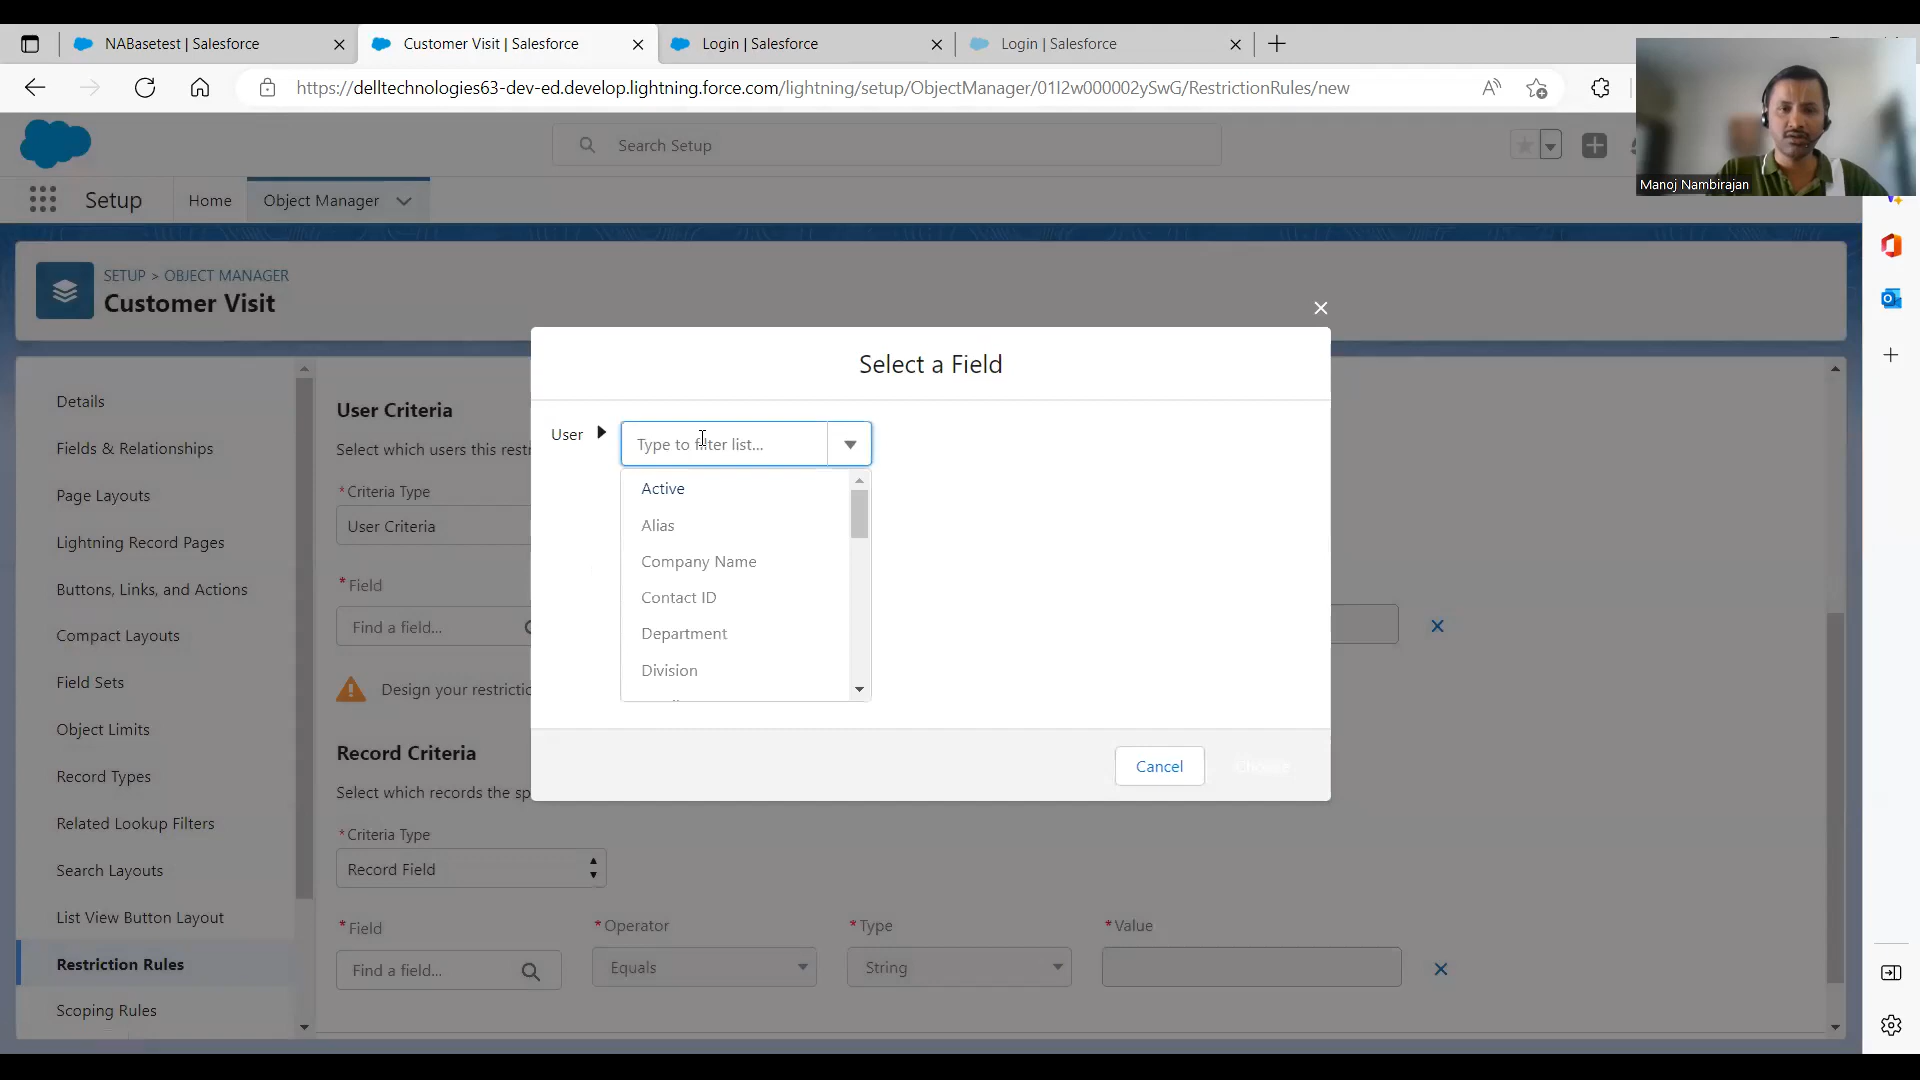 NABasetest | Salesforce
Customer Visit | Salesforce
Login | Salesforce
Login | Salesforce
https://delltechnologies63-dev-ed.develop.lightning.force.com/lightning/setup/ObjectManager/01I2w000002ySwG/RestrictionRules/new
Manoj Nambirajan
Search Setup
Setup
Home
Object Manager
SETUP > OBJECT MANAGER
Customer Visit
Details
Fields & Relationships
Page Layouts
Lightning Record Pages
Buttons, Links, and Actions
Compact Layouts
Field Sets
Object Limits
Record Types
Related Lookup Filters
Search Layouts
List View Button Layout
Restriction Rules
Scoping Rules
User Criteria
Select which users this
*Criteria Type
User Criteria
*Field
Find a field...
Design your
Record Criteria
Select which records the
*Criteria Type
Record Field
*Field
*Operator
*Type
*Value
Find a field...
Equals
String
Select a Field
User
Type to filter list...
Active
Alias
Company Name
Contact ID
Department
Division
Cancel
Choose